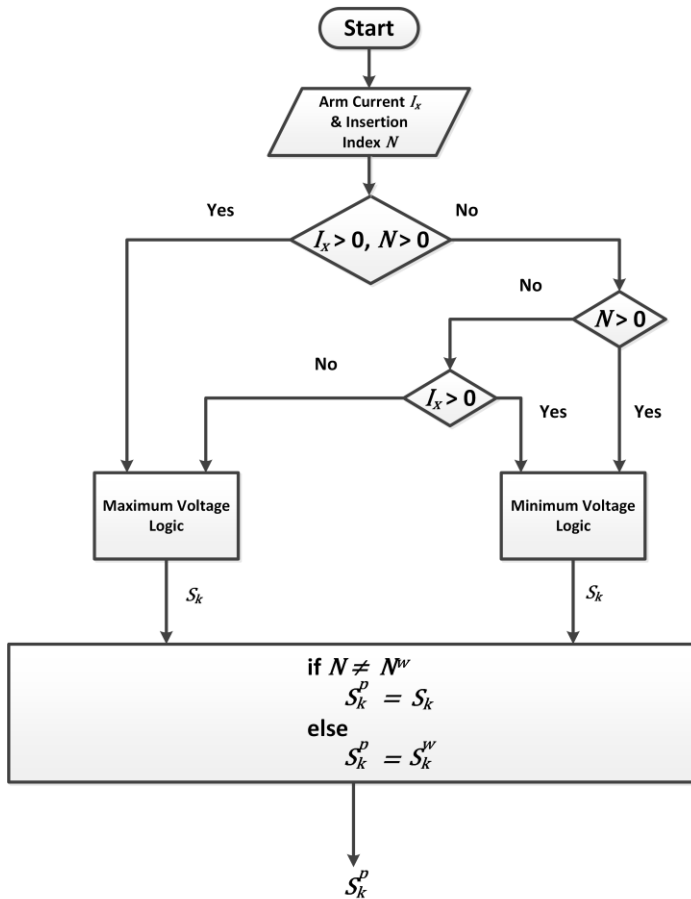 Start
Arm Current Iₓ
& Insertion
Index N
Yes
No
Iₓ > 0, N > 0
No
N > 0
No
Iₓ > 0
Yes
Yes
Maximum Voltage
Logic
Minimum Voltage
Logic
Sₖ
Sₖ
if N ≠ Nʷ
Sₖᵖ = Sₖ
else
Sₖᵖ = Sₖʷ
Sₖᵖ